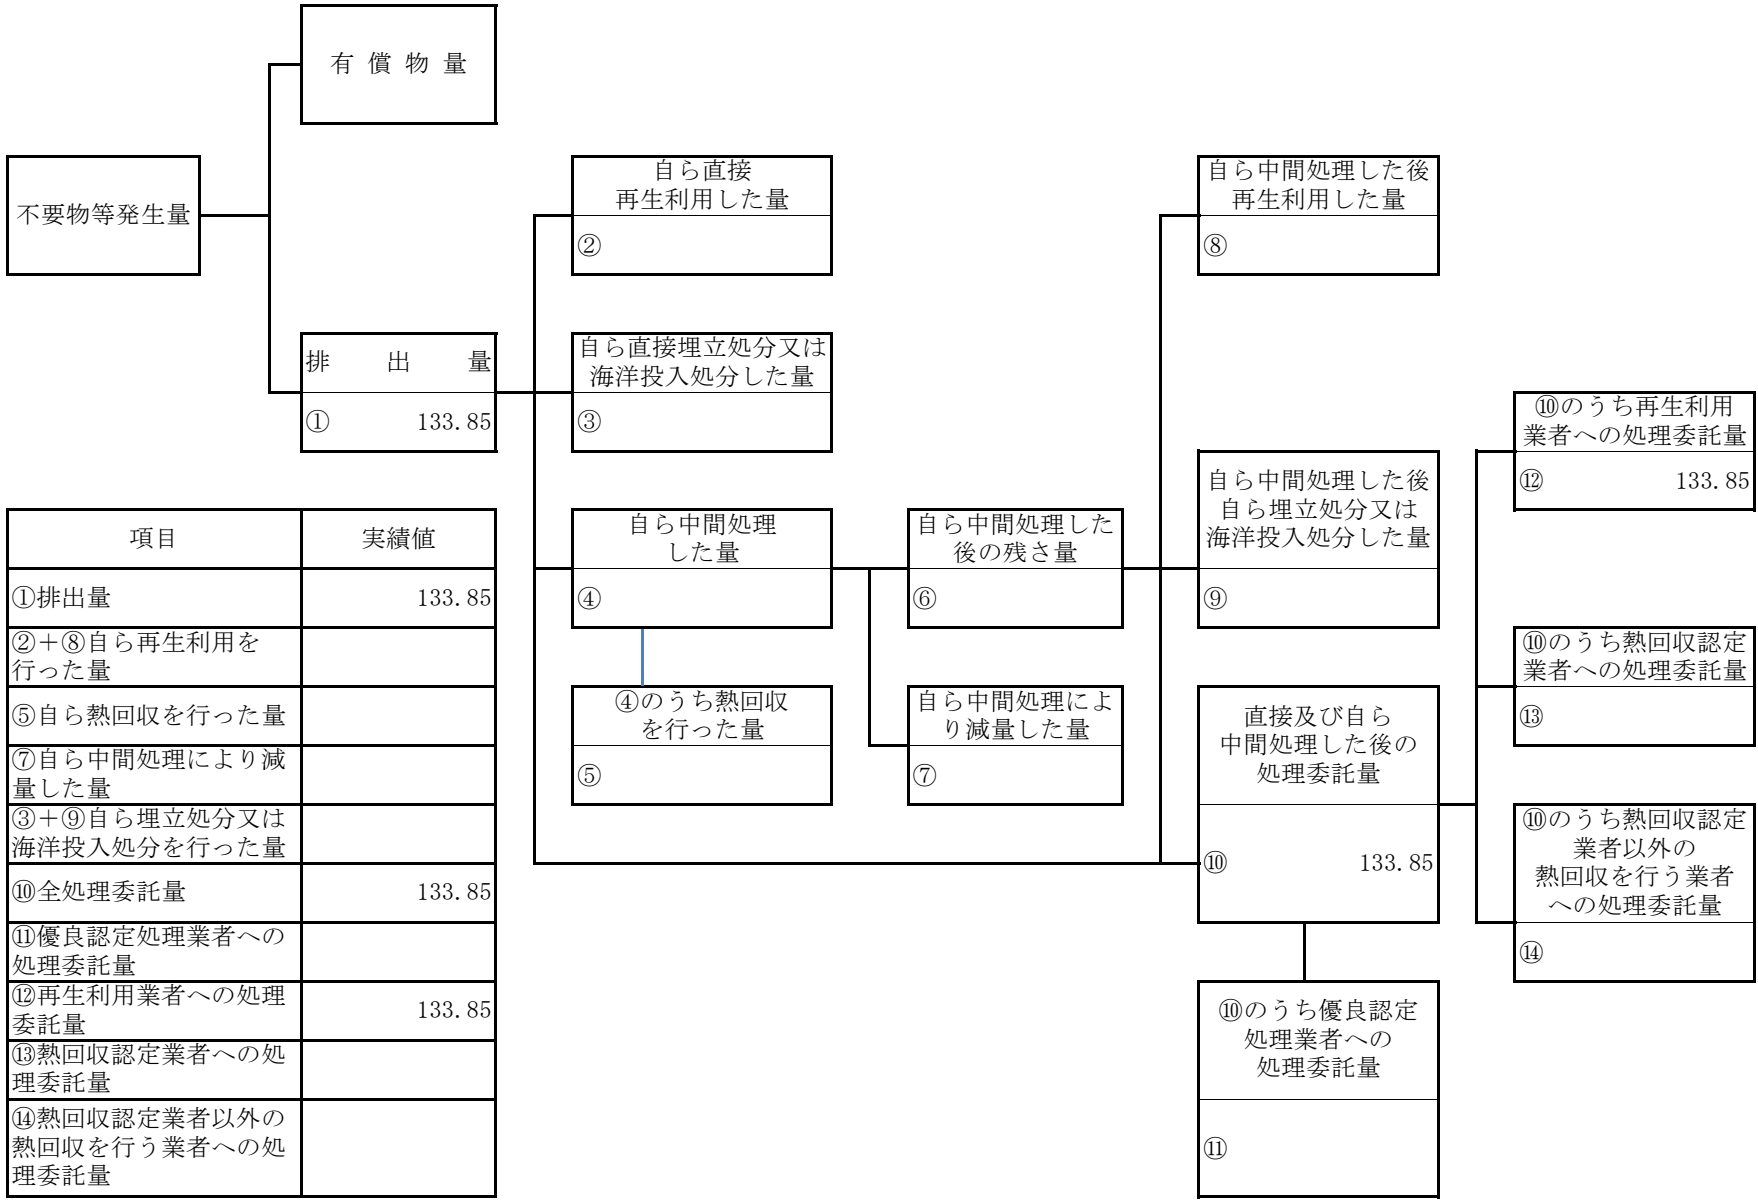 有 償 物 量
不要物等発生量
自ら直接
再生利用した量
②
自ら中間処理した後
再生利用した量
⑧
排 出 量
① 133.85
自ら直接埋立処分又は
海洋投入処分した量
③
⑩のうち再生利用
業者への処理委託量
⑫ 133.85
自ら中間処理した後
自ら埋立処分又は
海洋投入処分した量
⑨
自ら中間処理
した量
④
自ら中間処理した
後の残さ量
⑥
⑩のうち熱回収認定
業者への処理委託量
⑬
④のうち熱回収
を行った量
⑤
自ら中間処理によ
り減量した量
⑦
直接及び自ら
中間処理した後の
処理委託量
⑩ 133.85
⑩のうち熱回収認定
業者以外の
熱回収を行う業者
への処理委託量
⑭
⑩のうち優良認定
処理業者への
処理委託量
⑪
項目 実績値
①排出量 133.85
②＋⑧自ら再生利用を
行った量
⑤自ら熱回収を行った量
⑦自ら中間処理により減
量した量
③＋⑨自ら埋立処分又は
海洋投入処分を行った量
⑩全処理委託量 133.85
⑪優良認定処理業者への
処理委託量
⑫再生利用業者への処理
委託量 133.85
⑬熱回収認定業者への処
理委託量
⑭熱回収認定業者以外の
熱回収を行う業者への処
理委託量